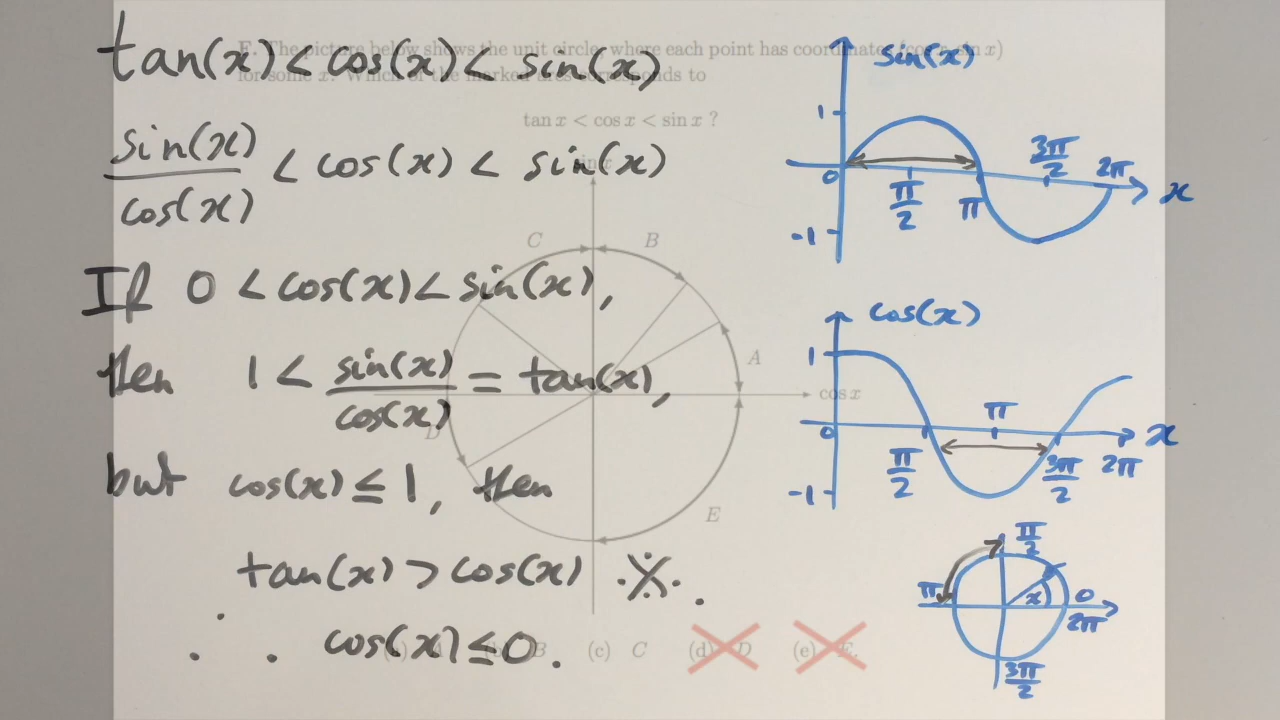 F. The picture below shows the unit circle, where each point has coordinates (cos x, sin x)
for some x. Which of the marked arcs corresponds to
tan x < cos x < sin x ?
sin x
C
B
A
cos x
D
E
B (c) C (d) D (e) E.
tan(x) < cos(x) < sin(x)
sin(x)/cos(x) < cos(x) < sin(x)
If 0 < cos(x) < sin(x),
then 1 < sin(x)/cos(x) = tan(x),
but cos(x) ≤ 1, then
tan(x) > cos(x) ※.
∴ cos(x) ≤ 0.
sin(x)
1
0
π/2
π
3π/2
2π
x
-1
cos(x)
1
0
π/2
π
3π/2
2π
x
-1
π/2
π
x
0
2π
3π/2